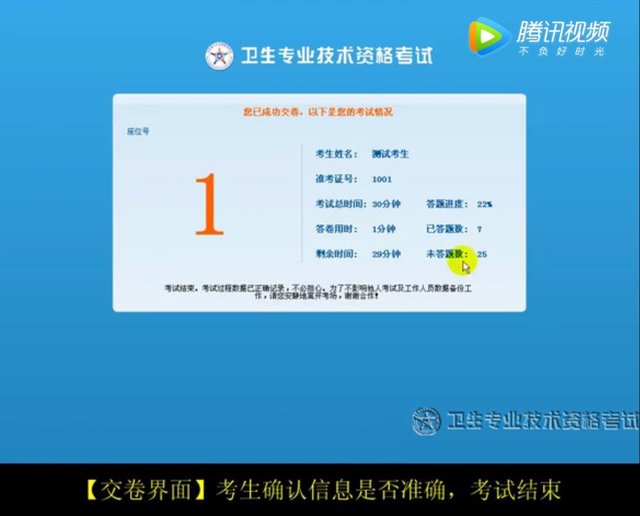 腾讯视频
不负好时光
卫生专业技术资格考试
您已成功交卷，以下是您的考试情况
座位号
1
考生姓名： 测试考生
准考证号： 1001
考试总时间： 30分钟 答题进度： 22%
答卷用时： 1分钟 已答题数： 7
剩余时间： 29分钟 未答题数： 25
考试结束。考试过程数据已正确记录，不必担心。为了不影响他人考试及工作人员数据备份工
作，请您安静地离开考场，谢谢合作！
卫生专业技术资格考试
【交卷界面】考生确认信息是否准确，考试结束